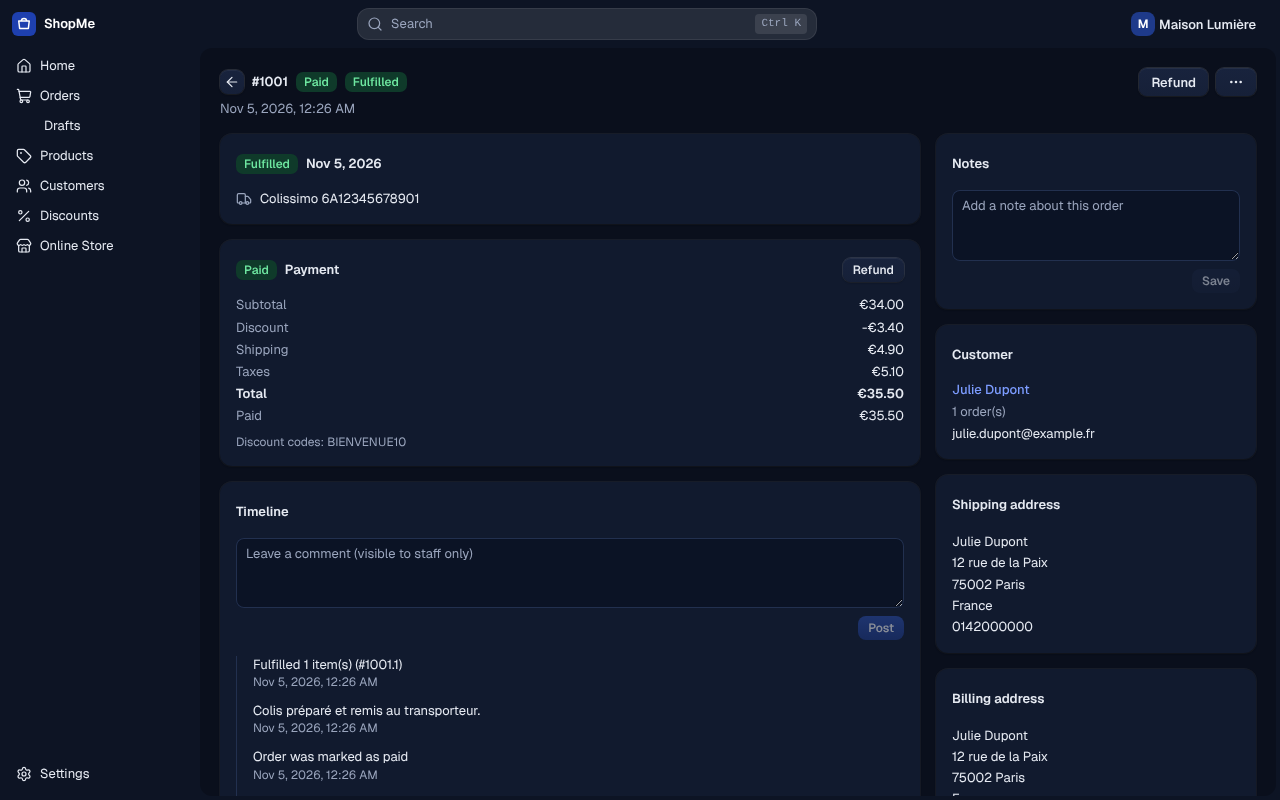 ShopMe
Search
Ctrl K
M Maison Lumière
Home
Orders
Drafts
Products
Customers
Discounts
Online Store
Settings
#1001 Paid Fulfilled
Refund
Nov 5, 2026, 12:26 AM
Fulfilled Nov 5, 2026
Colissimo 6A12345678901
Paid Payment
Refund
Subtotal €34.00
Discount -€3.40
Shipping €4.90
Taxes €5.10
Total €35.50
Paid €35.50
Discount codes: BIENVENUE10
Timeline
Leave a comment (visible to staff only)
Post
Fulfilled 1 item(s) (#1001.1)
Nov 5, 2026, 12:26 AM
Colis préparé et remis au transporteur.
Nov 5, 2026, 12:26 AM
Order was marked as paid
Nov 5, 2026, 12:26 AM
Notes
Add a note about this order
Save
Customer
Julie Dupont
1 order(s)
julie.dupont@example.fr
Shipping address
Julie Dupont
12 rue de la Paix
75002 Paris
France
0142000000
Billing address
Julie Dupont
12 rue de la Paix
75002 Paris